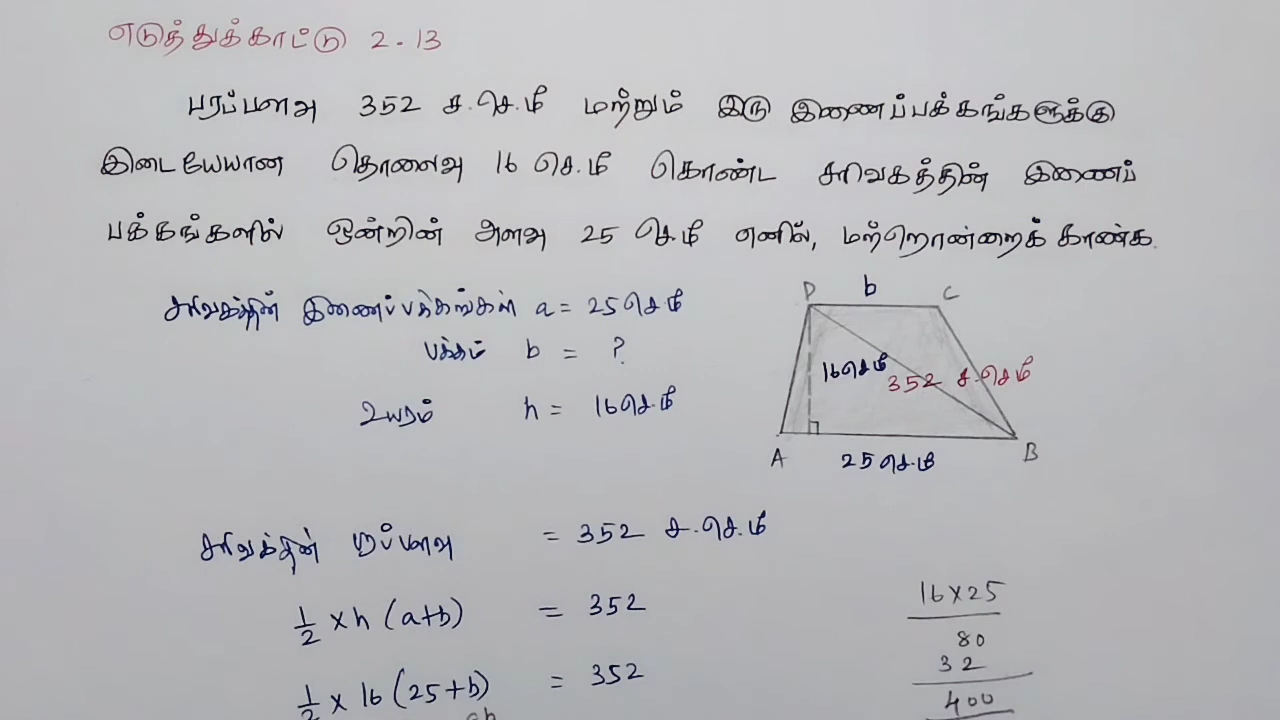 எடுத்துக்காட்டு 2.13
பரப்பளவு 352 ச.செ.மீ மற்றும் இரு இணைப்பக்கங்களுக்கு
இடையேயான தொலைவு 16 செ.மீ கொண்ட சரிவகத்தின் இணைப்
பக்கங்களில் ஒன்றின் அளவு 25 செ.மீ எனில், மற்றொன்றைக் காண்க.
சரிவகத்தின் இணைப்பக்கங்கள் a = 25 செ.மீ
பக்கம் b = ?
உயரம் h = 16 செ.மீ
D b C
16 செ.மீ
352 ச.செ.மீ
A 25 செ.மீ B
சரிவகத்தின் பரப்பளவு = 352 ச.செ.மீ
1/2 × h (a+b) = 352
1/2 × 16 (25+b) = 352
16×25
80
32
400